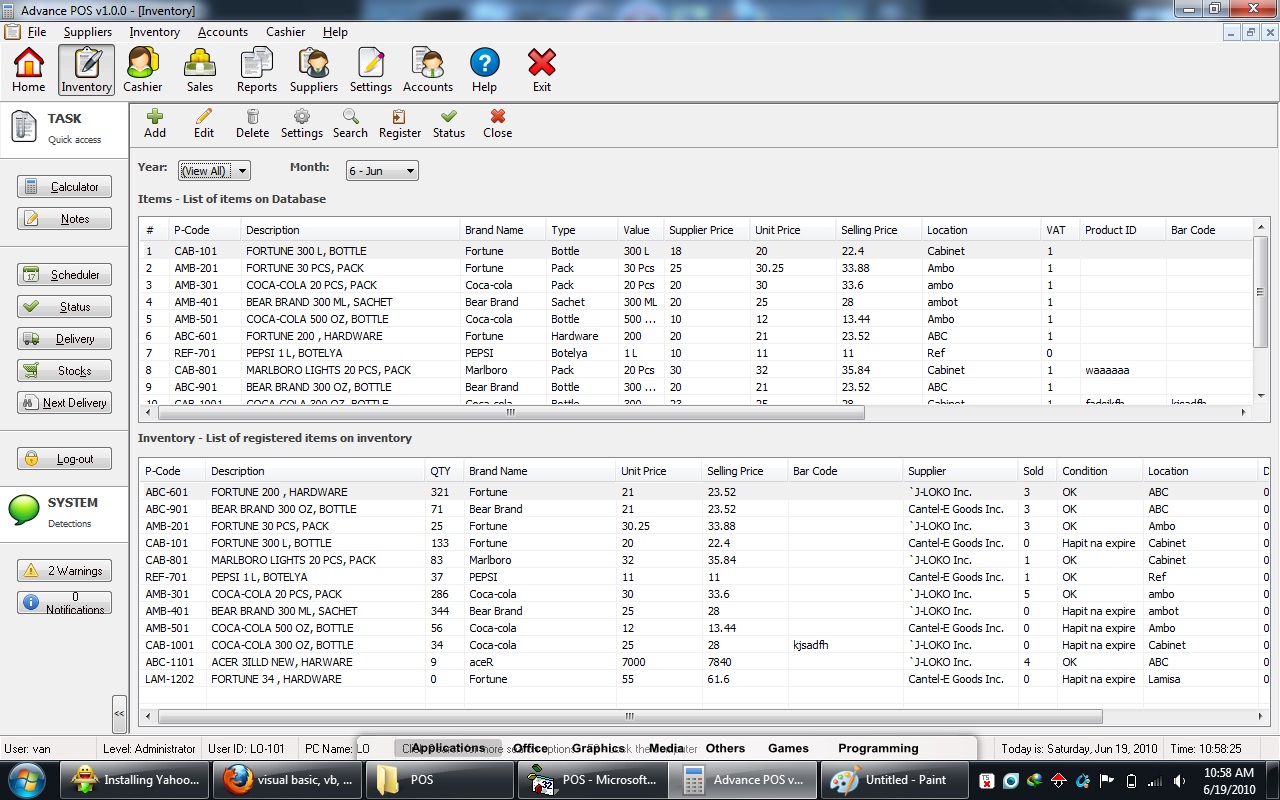 Advance POS v1.0.0 - [Inventory]
File Suppliers Inventory Accounts Cashier Help
Home Inventory Cashier Sales Reports Suppliers Settings Accounts Help Exit
TASK
Quick access
Add Edit Delete Settings Search Register Status Close
Year: (View All) Month: 6 - Jun
Calculator
Notes
Scheduler
Status
Delivery
Stocks
Next Delivery
Log-out
SYSTEM
Detections
2 Warnings
0
Notifications
<<
Items - List of items on Database
# P-Code Description Brand Name Type Value Supplier Price Unit Price Selling Price Location VAT Product ID Bar Code
1 CAB-101 FORTUNE 300 L, BOTTLE Fortune Bottle 300 L 18 20 22.4 Cabinet 1
2 AMB-201 FORTUNE 30 PCS, PACK Fortune Pack 30 Pcs 25 30.25 33.88 Ambo 1
3 AMB-301 COCA-COLA 20 PCS, PACK Coca-cola Pack 20 Pcs 20 30 33.6 ambo 1
4 AMB-401 BEAR BRAND 300 ML, SACHET Bear Brand Sachet 300 ML 20 25 28 ambot 1
5 AMB-501 COCA-COLA 500 OZ, BOTTLE Coca-cola Bottle 500 ... 10 12 13.44 Ambo 1
6 ABC-601 FORTUNE 200 , HARDWARE Fortune Hardware 200 20 21 23.52 ABC 1
7 REF-701 PEPSI 1 L, BOTELYA PEPSI Botelya 1 L 10 11 11 Ref 0
8 CAB-801 MARLBORO LIGHTS 20 PCS, PACK Marlboro Pack 20 Pcs 30 32 35.84 Cabinet 1 waaaaaa
9 ABC-901 BEAR BRAND 300 OZ, BOTTLE Bear Brand Bottle 300 ... 20 21 23.52 ABC 1
10 CAB-1001 COCA-COLA 300 OZ, BOTTLE Coca-cola Bottle 300 ... 23 25 28 Cabinet 1 kjsadfh
Inventory - List of registered items on inventory
P-Code Description QTY Brand Name Unit Price Selling Price Bar Code Supplier Sold Condition Location D
ABC-601 FORTUNE 200 , HARDWARE 321 Fortune 21 23.52 `J-LOKO Inc. 3 OK ABC 0
ABC-901 BEAR BRAND 300 OZ, BOTTLE 71 Bear Brand 21 23.52 Cantel-E Goods Inc. 3 OK ABC 0
AMB-201 FORTUNE 30 PCS, PACK 25 Fortune 30.25 33.88 `J-LOKO Inc. 3 OK Ambo 0
CAB-101 FORTUNE 300 L, BOTTLE 133 Fortune 20 22.4 Cantel-E Goods Inc. 0 Hapit na expire Cabinet 0
CAB-801 MARLBORO LIGHTS 20 PCS, PACK 83 Marlboro 32 35.84 `J-LOKO Inc. 1 OK Cabinet 0
REF-701 PEPSI 1 L, BOTELYA 37 PEPSI 11 11 Cantel-E Goods Inc. 1 OK Ref 0
AMB-301 COCA-COLA 20 PCS, PACK 286 Coca-cola 30 33.6 `J-LOKO Inc. 5 OK ambo 0
AMB-401 BEAR BRAND 300 ML, SACHET 344 Bear Brand 25 28 `J-LOKO Inc. 0 Hapit na expire ambot 0
AMB-501 COCA-COLA 500 OZ, BOTTLE 56 Coca-cola 12 13.44 Cantel-E Goods Inc. 0 Hapit na expire Ambo 0
CAB-1001 COCA-COLA 300 OZ, BOTTLE 34 Coca-cola 25 28 kjsadfh `J-LOKO Inc. 0 Hapit na expire Cabinet 0
ABC-1101 ACER 3ILLD NEW, HARWARE 9 aceR 7000 7840 `J-LOKO Inc. 4 OK ABC 0
LAM-1202 FORTUNE 34 , HARDWARE 0 Fortune 55 61.6 Cantel-E Goods Inc. 0 Hapit na expire Lamisa 0
User: van Level: Administrator User ID: LO-101 PC Name: LO Today is: Saturday, Jun 19, 2010 Time: 10:58:25
Applications Office Graphics Media Others Games Programming
Installing Yahoo... visual basic, vb, ... POS POS - Microsoft... Advance POS v... Untitled - Paint
10:58 AM
6/19/2010